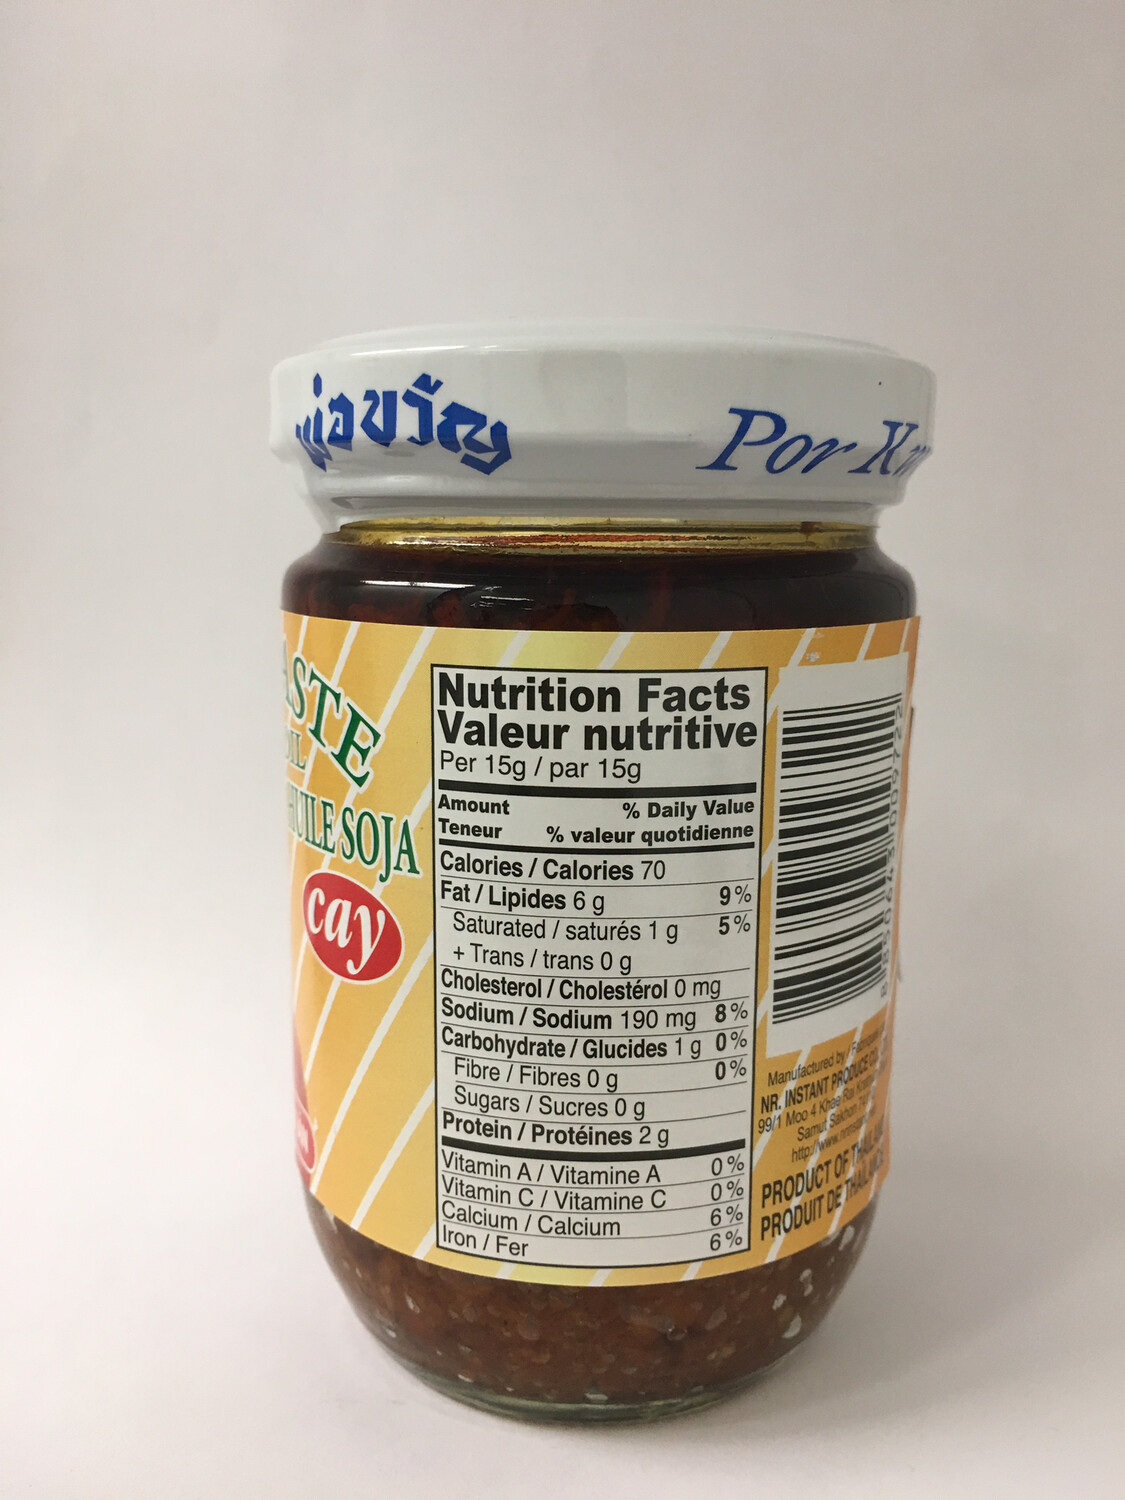 พ่อขวัญ
Por
ASTE
OIL
HUILE SOJA
cay
Nutrition Facts
Valeur nutritive
Per 15g / par 15g
Amount % Daily Value
Teneur % valeur quotidienne
Calories / Calories 70
Fat / Lipides 6 g 9%
Saturated / saturés 1 g 5%
+ Trans / trans 0 g
Cholesterol / Cholestérol 0 mg
Sodium / Sodium 190 mg 8%
Carbohydrate / Glucides 1 g 0%
Fibre / Fibres 0 g 0%
Sugars / Sucres 0 g
Protein / Protéines 2 g
Vitamin A / Vitamine A 0%
Vitamin C / Vitamine C 0%
Calcium / Calcium 6%
Iron / Fer 6%
Manufactured by /
NR. INSTANT PRODUCE CO.
99/1 Moo 4 Khae Rai
Samut Sakhon
PRODUCT OF THAILAND
PRODUIT DE THAILANDE